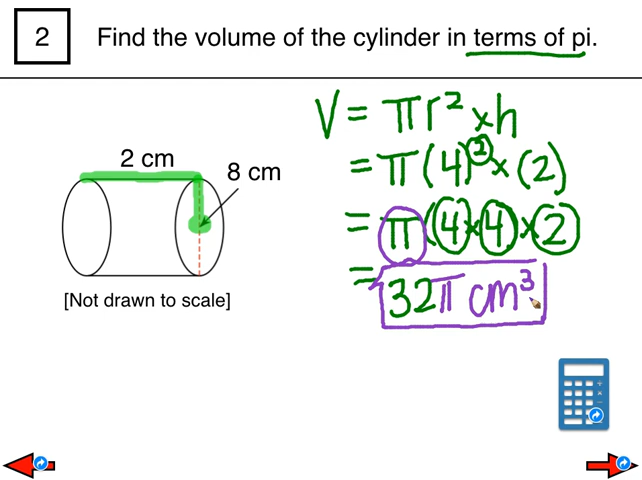 2 Find the volume of the cylinder in terms of pi.
V = πr² × h
2 cm
8 cm
= π(4)² × (2)
= π(4×4×2)
[Not drawn to scale]
= 32π cm³